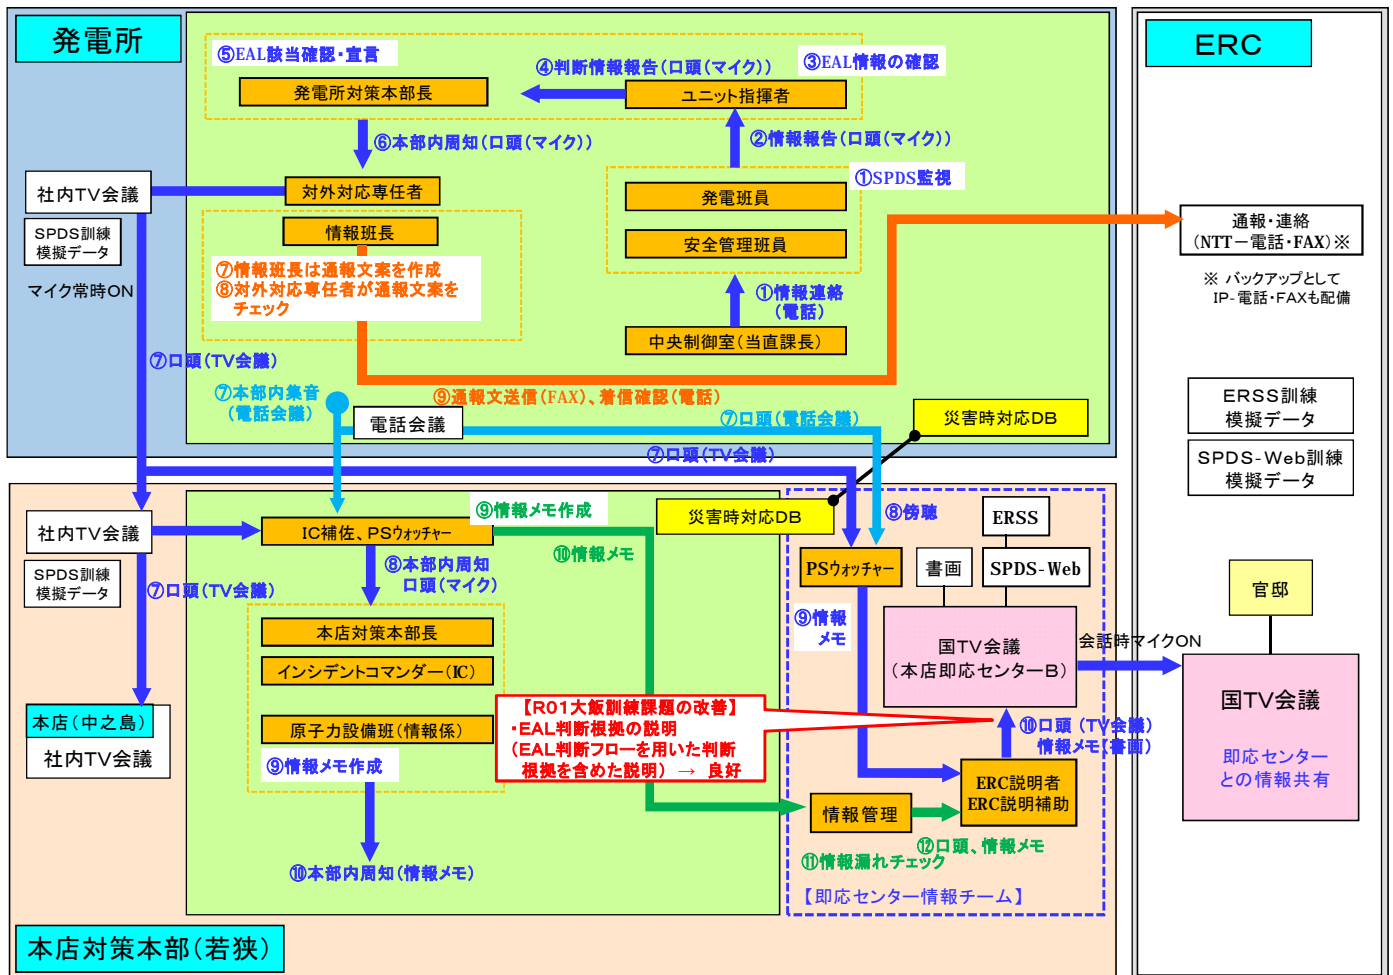 発電所
⑤EAL該当確認・宣言
④判断情報報告(口頭(マイク))
③EAL情報の確認
発電所対策本部長
ユニット指揮者
⑥本部内周知(口頭(マイク))
②情報報告(口頭(マイク))
社内TV会議
対外対応専任者
①SPDS監視
発電班員
SPDS訓練
模擬データ
情報班長
安全管理班員
マイク常時ON
⑦情報班長は通報文案を作成
⑧対外対応専任者が通報文案を
チェック
①情報連絡
(電話)
中央制御室(当直課長)
⑦口頭(TV会議)
⑦本部内集音
(電話会議)
⑨通報文送信(FAX)、着信確認(電話)
電話会議
⑦口頭(電話会議)
災害時対応DB
⑦口頭(TV会議)
ERC
通報・連絡
(NTT-電話・FAX)※
※ バックアップとして
IP-電話・FAXも配備
ERSS訓練
模擬データ
SPDS-Web訓練
模擬データ
官邸
国TV会議
即応センター
との情報共有
社内TV会議
SPDS訓練
模擬データ
⑦口頭(TV会議)
本店(中之島)
社内TV会議
IC補佐、PSウォッチャー
⑨情報メモ作成
⑩情報メモ
⑧本部内周知
口頭(マイク)
本店対策本部長
インシデントコマンダー(IC)
原子力設備班(情報係)
⑨情報メモ作成
⑩本部内周知(情報メモ)
災害時対応DB
⑧傍聴
ERSS
PSウォッチャー
書画
SPDS-Web
⑨情報
メモ
国TV会議
(本店即応センターB)
会話時マイクON
【R01大飯訓練課題の改善】
・EAL判断根拠の説明
(EAL判断フローを用いた判断
根拠を含めた説明) → 良好
⑩口頭(TV会議)
情報メモ(書画)
ERC説明者
ERC説明補助
情報管理
⑫口頭、情報メモ
⑪情報漏れチェック
【即応センター情報チーム】
本店対策本部(若狭)